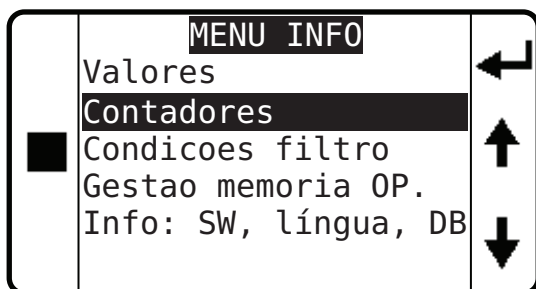 MENU INFO
Valores
Contadores
Condicoes filtro
Gestao memoria OP.
Info: SW, língua, DB